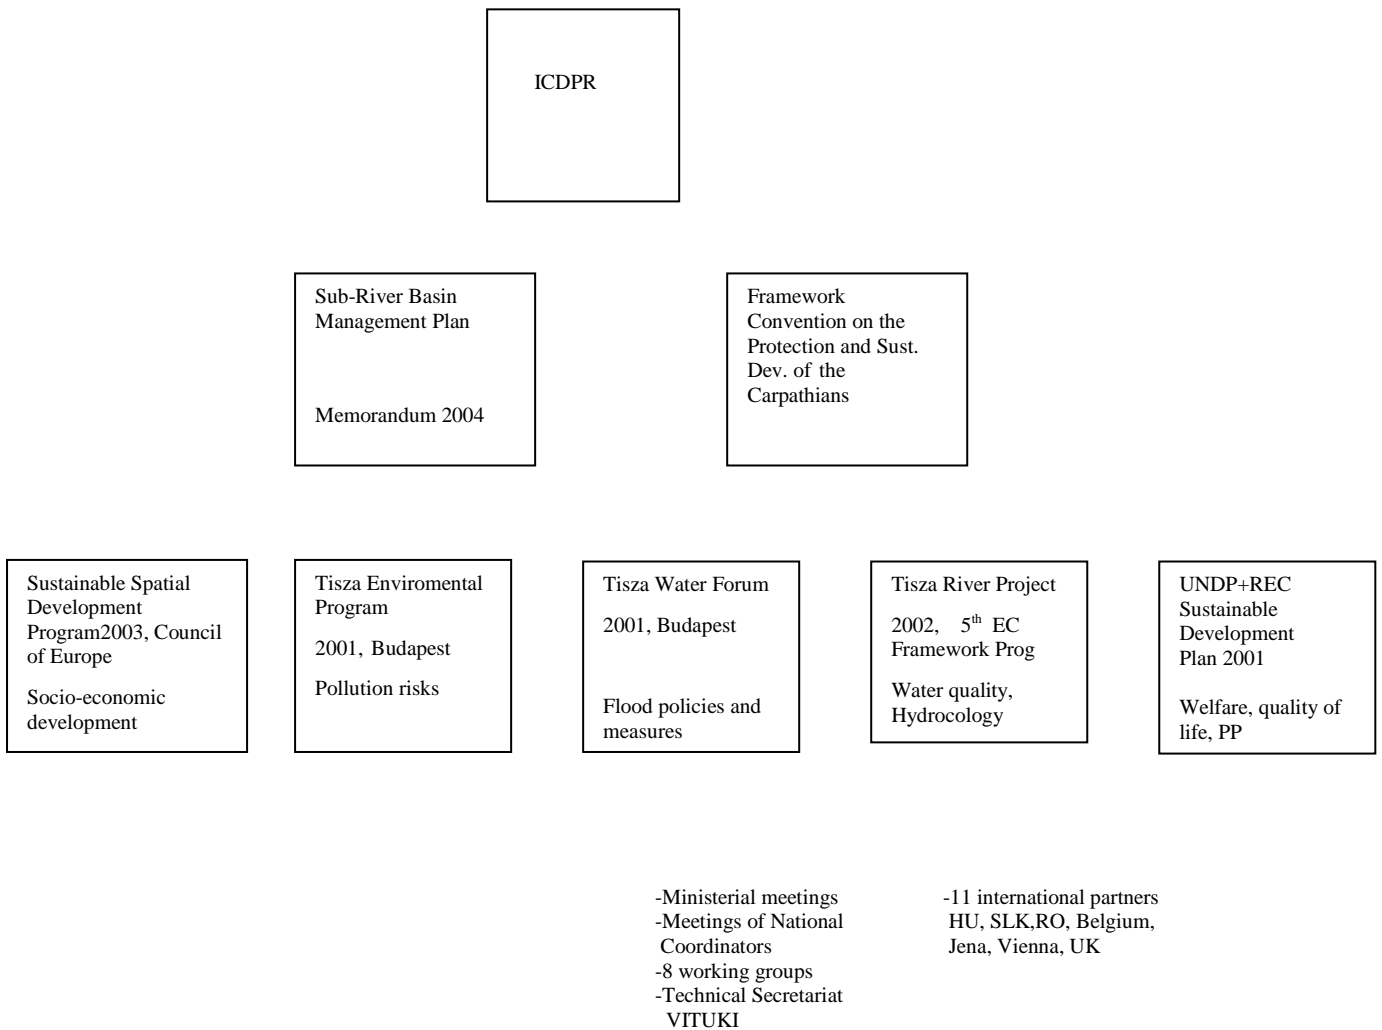 ICDPR
Sub-River Basin
Management Plan
Memorandum 2004
Framework
Convention on the
Protection and Sust.
Dev. of the
Carpathians
Sustainable Spatial
Development
Program2003, Council
of Europe
Socio-economic
development
Tisza Enviromental
Program
2001, Budapest
Pollution risks
Tisza Water Forum
2001, Budapest
Flood policies and
measures
Tisza River Project
2002, 5th EC
Framework Prog
Water quality,
Hydrocology
UNDP+REC
Sustainable
Development
Plan 2001
Welfare, quality of
life, PP
-Ministerial meetings
-Meetings of National
Coordinators
-8 working groups
-Technical Secretariat
VITUKI
-11 international partners
HU, SLK,RO, Belgium,
Jena, Vienna, UK